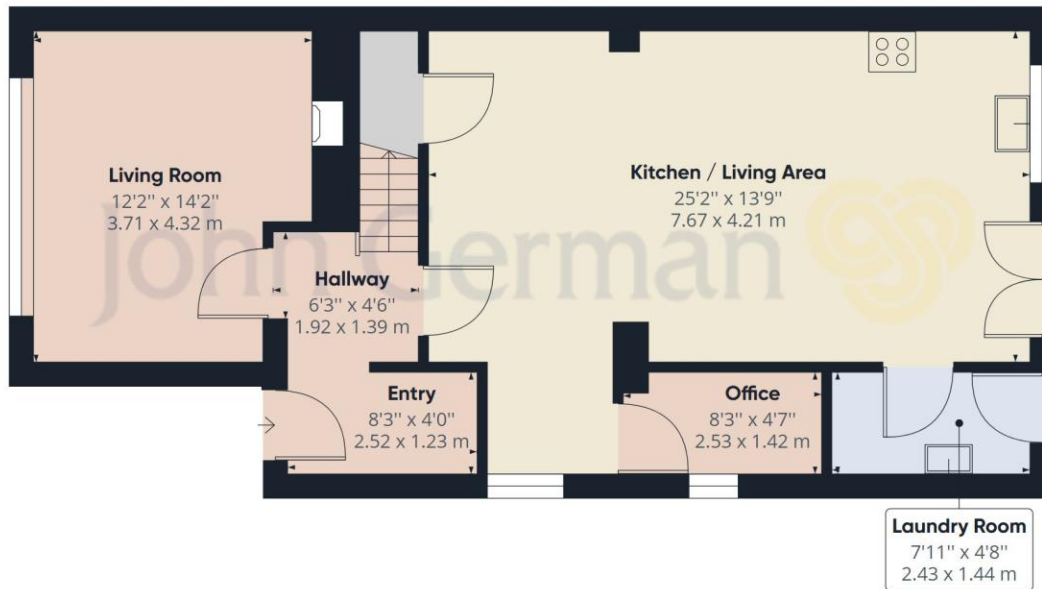 Living Room
12'2" x 14'2"
3.71 x 4.32 m
Kitchen / Living Area
25'2" x 13'9"
7.67 x 4.21 m
John German
Hallway
6'3" x 4'6"
1.92 x 1.39 m
Entry
8'3" x 4'0"
2.52 x 1.23 m
Office
8'3" x 4'7"
2.53 x 1.42 m
Laundry Room
7'11" x 4'8"
2.43 x 1.44 m